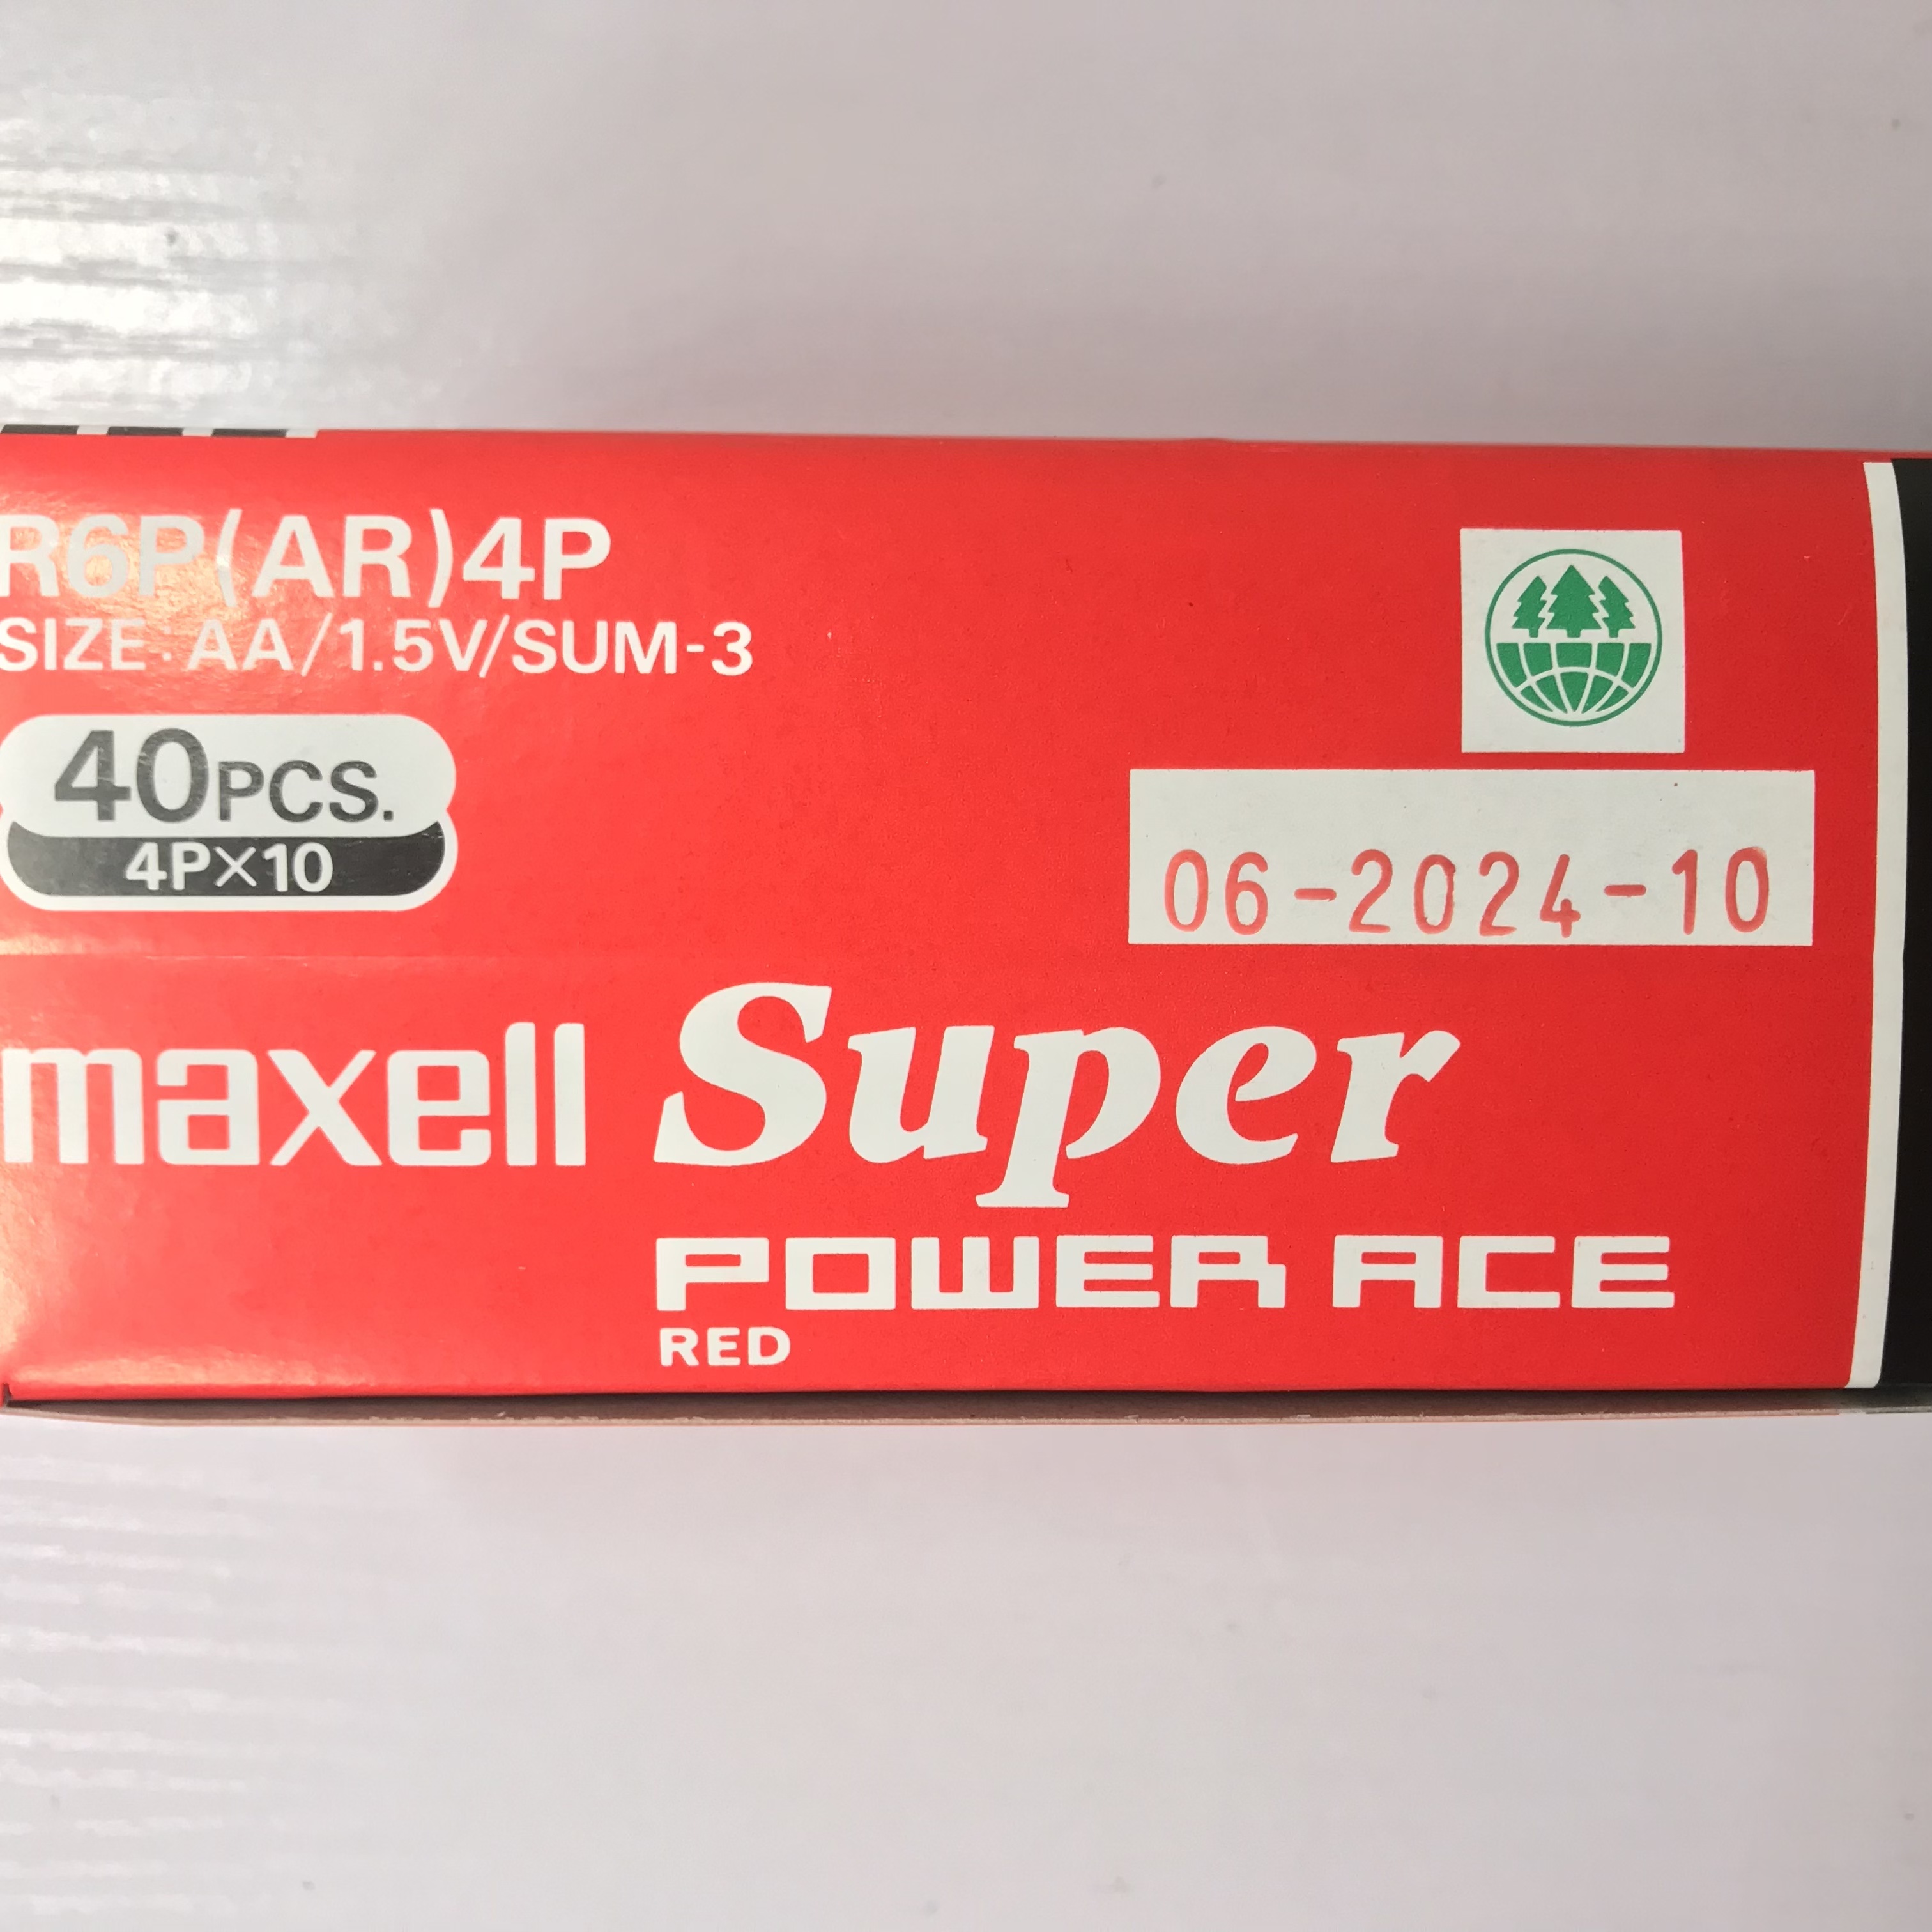 R6P(AR)4P
SIZE: AA/1.5V/SUM-3
40PCS.
4P×10
06-2024-10
maxell Super
POWER ACE
RED